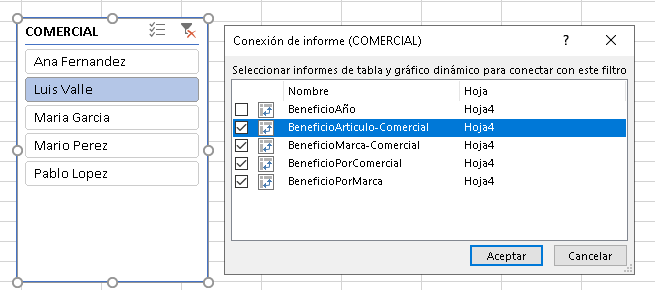 COMERCIAL
Ana Fernandez
Luis Valle
Maria Garcia
Mario Perez
Pablo Lopez
Conexión de informe (COMERCIAL)
?
Seleccionar informes de tabla y gráfico dinámico para conectar con este filtro
Nombre Hoja
BeneficioAño Hoja4
BeneficioArticulo-Comercial Hoja4
BeneficioMarca-Comercial Hoja4
BeneficioPorComercial Hoja4
BeneficioPorMarca Hoja4
Aceptar Cancelar